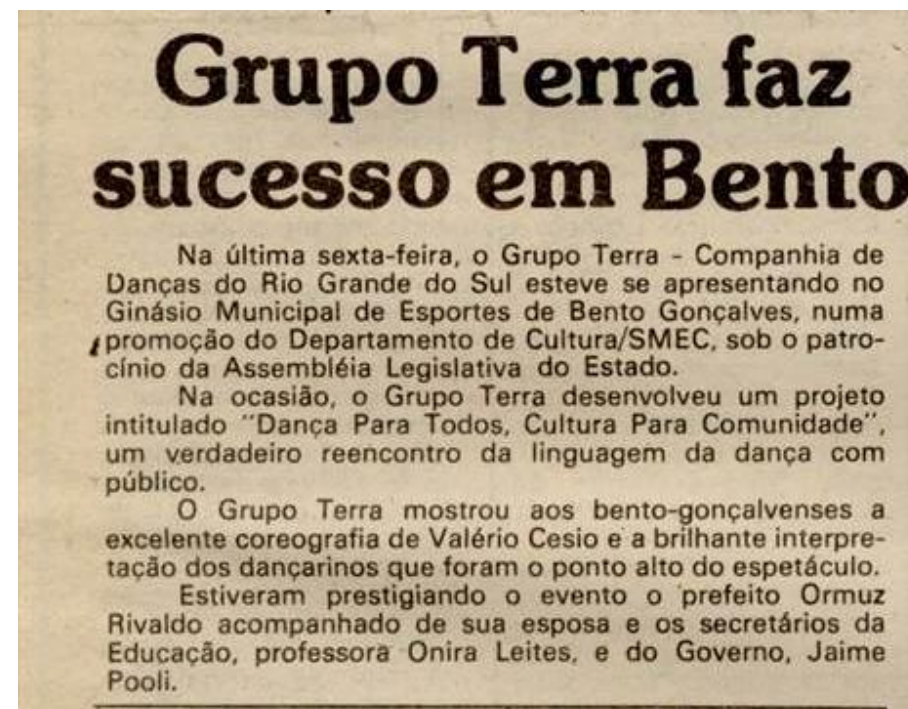 Grupo Terra faz
sucesso em Bento
Na última sexta-feira, o Grupo Terra - Companhia de
Danças do Rio Grande do Sul esteve se apresentando no
Ginásio Municipal de Esportes de Bento Gonçalves, numa
promoção do Departamento de Cultura/SMEC, sob o patro-
cínio da Assembléia Legislativa do Estado.
Na ocasião, o Grupo Terra desenvolveu um projeto
intitulado "Dança Para Todos, Cultura Para Comunidade",
um verdadeiro reencontro da linguagem da dança com
público.
O Grupo Terra mostrou aos bento-gonçalvenses a
excelente coreografia de Valério Cesio e a brilhante interpre-
tação dos dançarinos que foram o ponto alto do espetáculo.
Estiveram prestigiando o evento o prefeito Ormuz
Rivaldo acompanhado de sua esposa e os secretários da
Educação, professora Onira Leites, e do Governo, Jaime
Pooli.